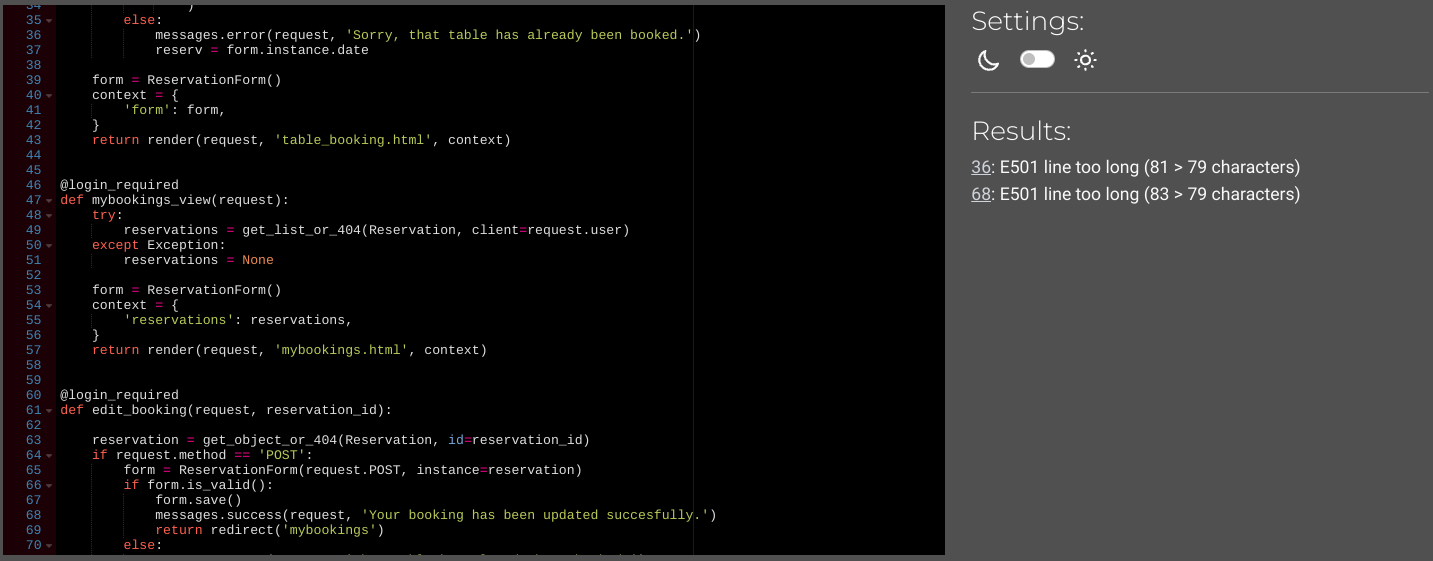 34                 )
35         else:
36             messages.error(request, 'Sorry, that table has already been booked.')
37             reserv = form.instance.date
38
39     form = ReservationForm()
40     context = {
41         'form': form,
42     }
43     return render(request, 'table_booking.html', context)
44
45
46 @login_required
47 def mybookings_view(request):
48     try:
49         reservations = get_list_or_404(Reservation, client=request.user)
50     except Exception:
51         reservations = None
52
53     form = ReservationForm()
54     context = {
55         'reservations': reservations,
56     }
57     return render(request, 'mybookings.html', context)
58
59
60 @login_required
61 def edit_booking(request, reservation_id):
62
63     reservation = get_object_or_404(Reservation, id=reservation_id)
64     if request.method == 'POST':
65         form = ReservationForm(request.POST, instance=reservation)
66         if form.is_valid():
67             form.save()
68             messages.success(request, 'Your booking has been updated succesfully.')
69             return redirect('mybookings')
70         else:
Settings:
Results:
36: E501 line too long (81 > 79 characters)
68: E501 line too long (83 > 79 characters)